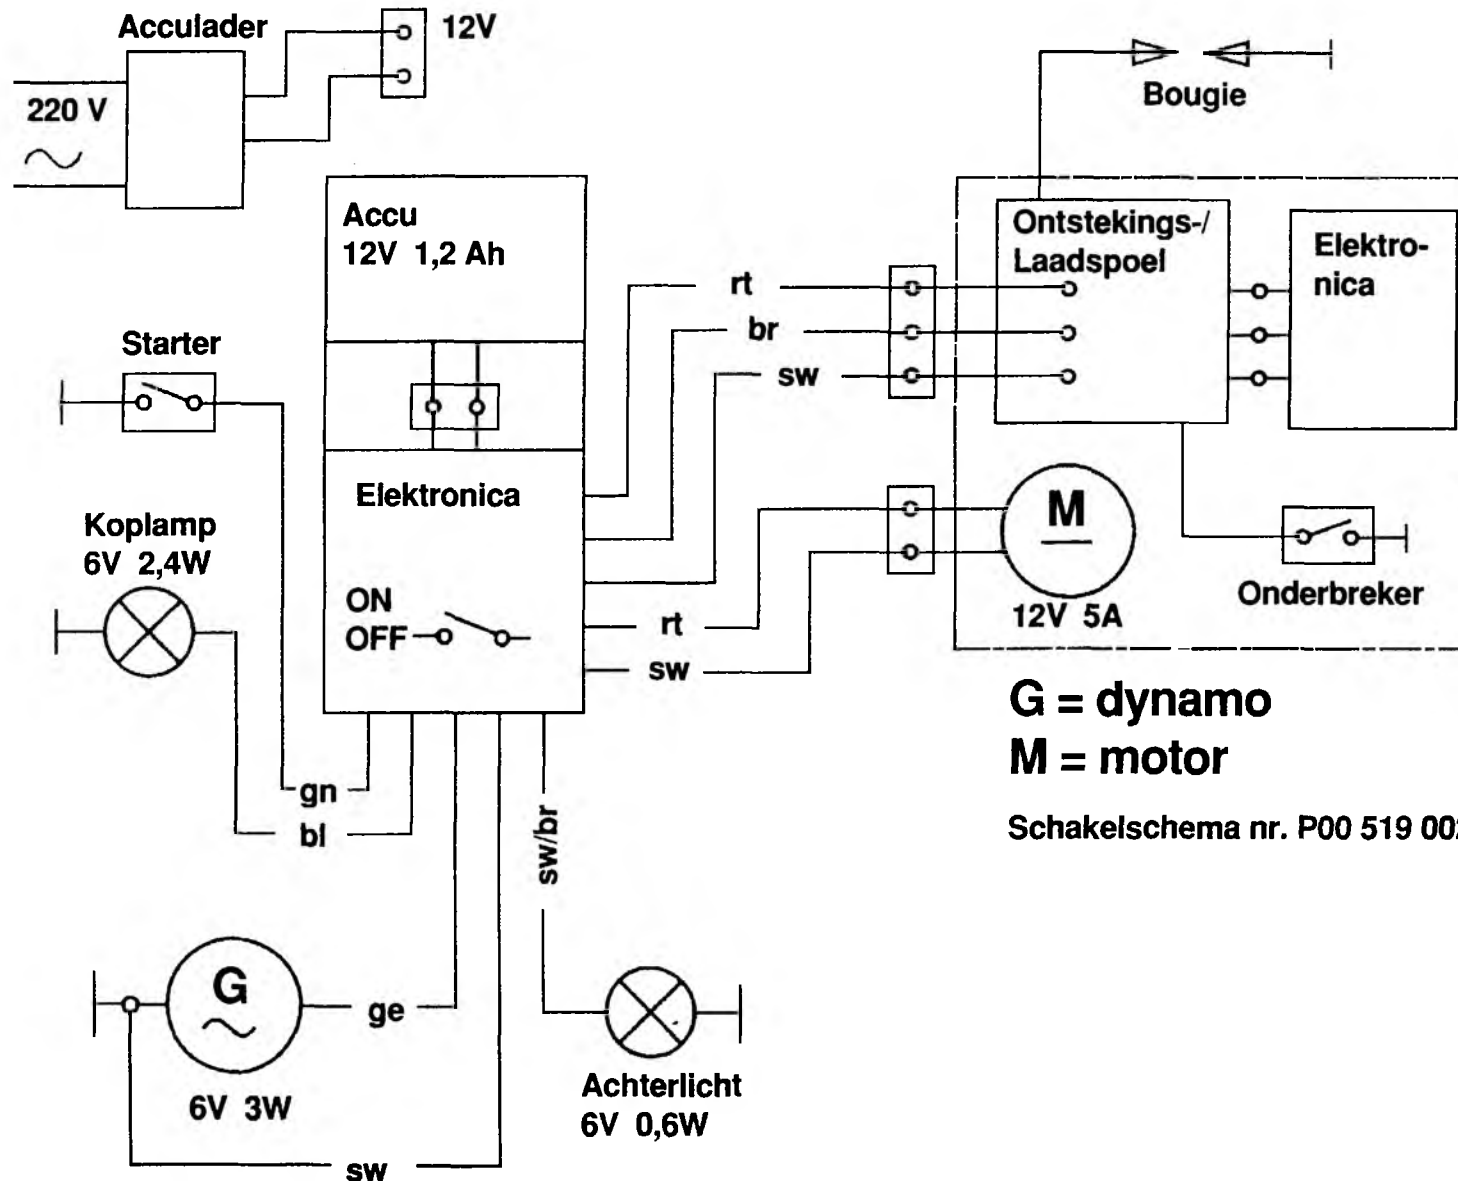 Acculader
12V
220 V
Bougie
Accu
12V 1,2 Ah
Ontstekings-/
Laadspoel
Elektro-
nica
rt
br
sw
Starter
Elektronica
Koplamp
6V 2,4W
M
12V 5A
Onderbreker
ON
OFF
rt
sw
G = dynamo
M = motor
Schakelschema nr. P00 519 002
gn
bl
sw/br
G
ge
6V 3W
Achterlicht
6V 0,6W
sw